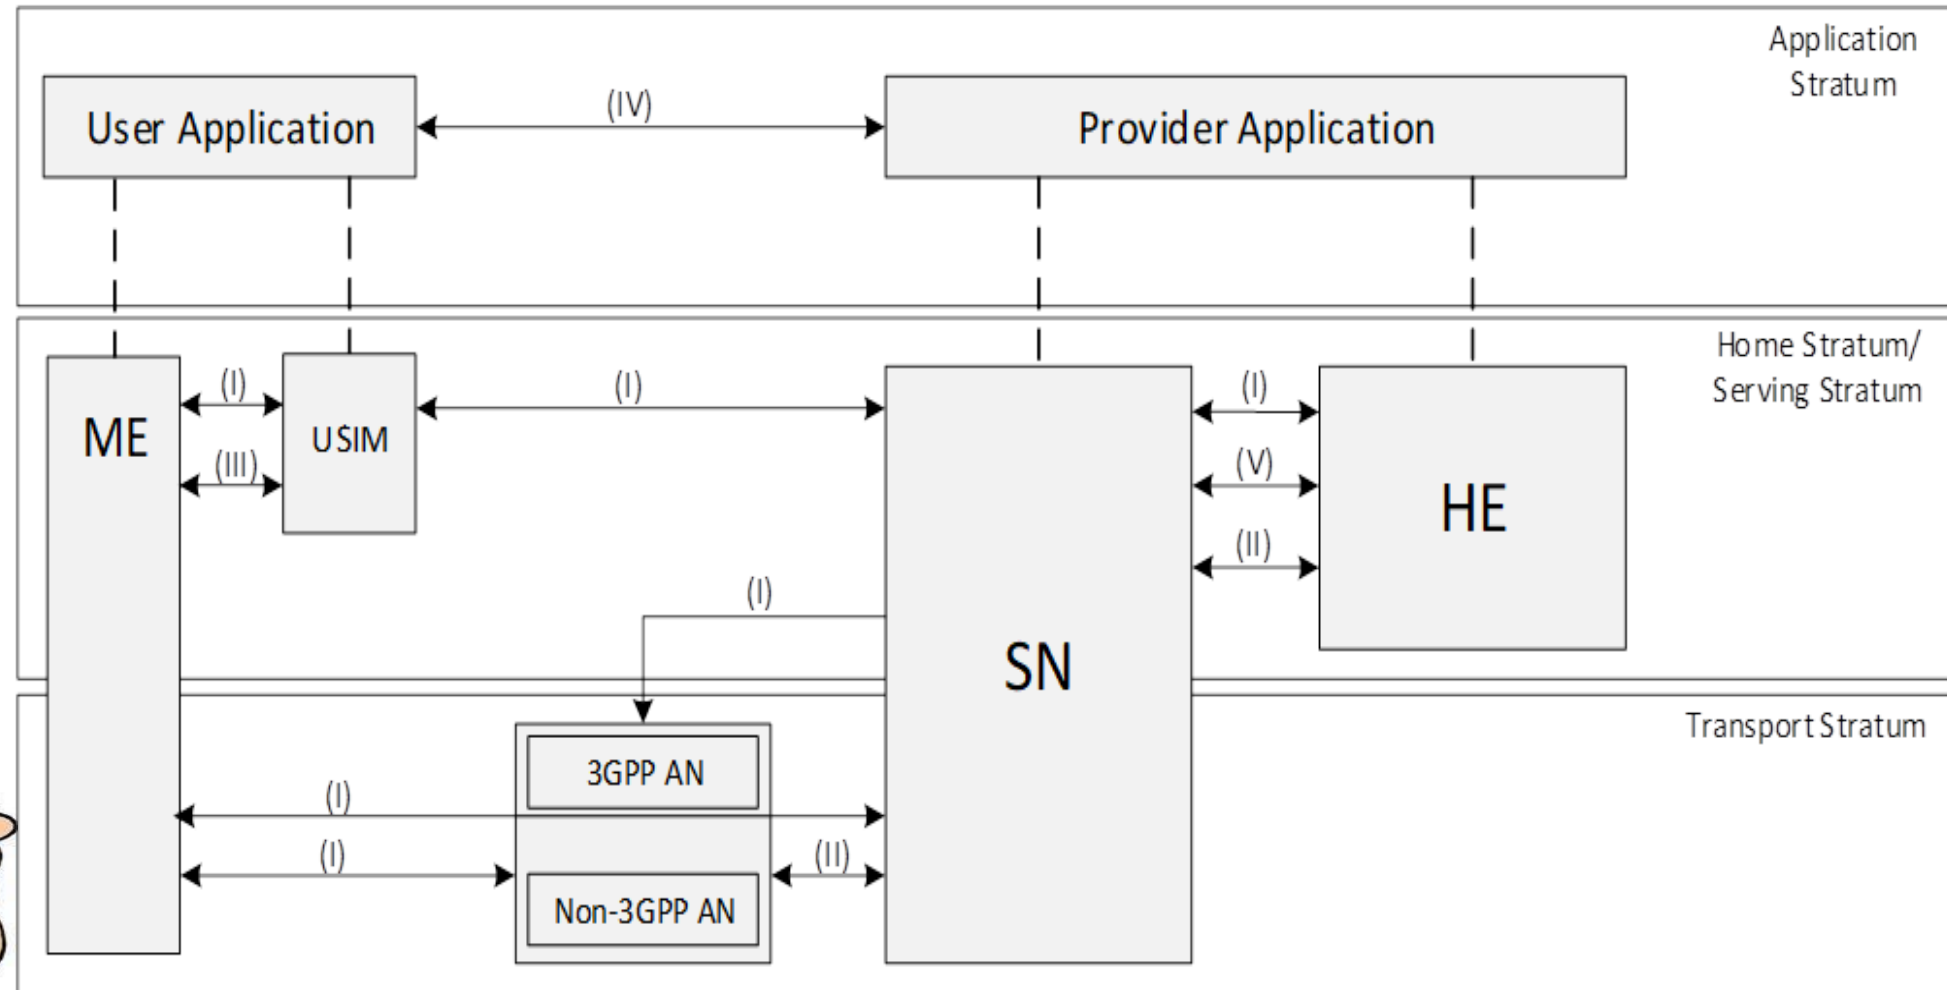 Application
Stratum
User Application
(IV)
Provider Application
Home Stratum/
Serving Stratum
ME
(I)
(III)
USIM
(I)
(I)
(V)
(II)
HE
(I)
SN
Transport Stratum
3GPP AN
(I)
(I)
(II)
Non-3GPP AN